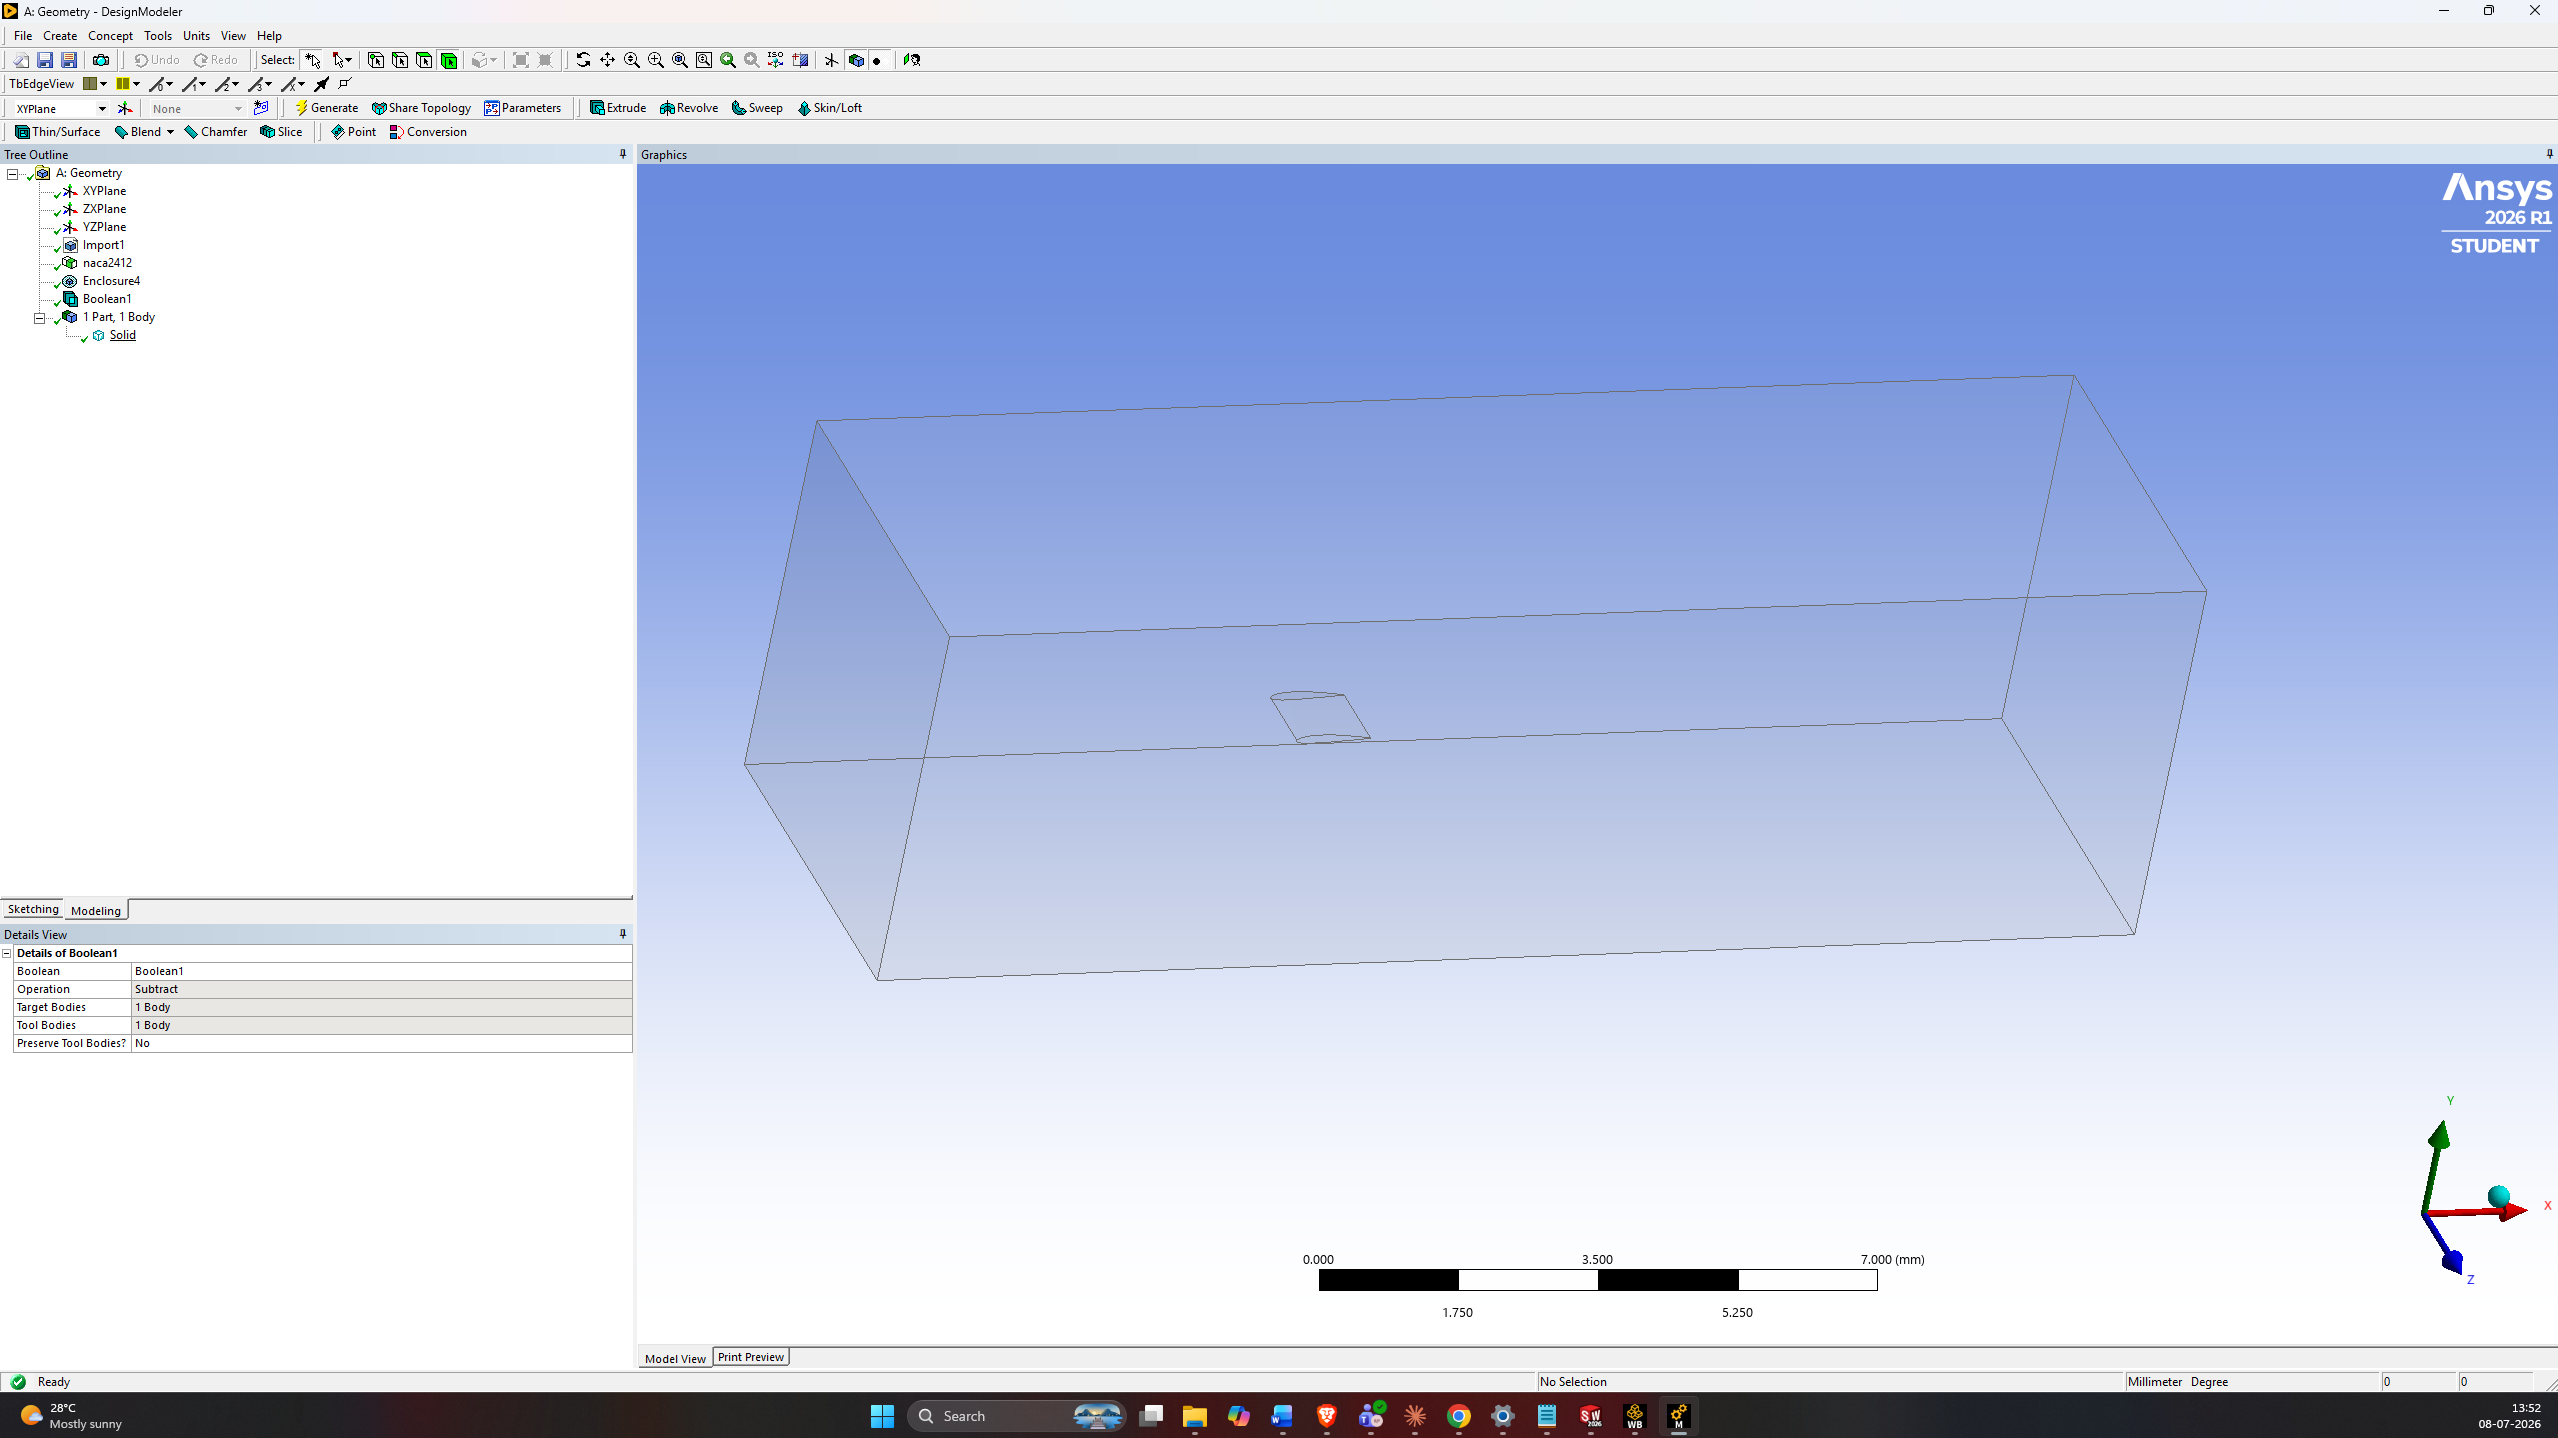 A: Geometry - DesignModeler
File Create Concept Tools Units View Help
Undo Redo Select: ISO
TbEdgeView
XYPlane None Generate Share Topology Parameters Extrude Revolve Sweep Skin/Loft
Thin/Surface Blend Chamfer Slice Point Conversion
Tree Outline
A: Geometry
XYPlane
ZXPlane
YZPlane
Import1
naca2412
Enclosure4
Boolean1
1 Part, 1 Body
Solid
Sketching Modeling
Details View
Details of Boolean1
Boolean Boolean1
Operation Subtract
Target Bodies 1 Body
Tool Bodies 1 Body
Preserve Tool Bodies? No
Graphics
Ansys
2026 R1
STUDENT
Y
X
Z
0.000 3.500 7.000 (mm)
1.750 5.250
Model View Print Preview
Ready No Selection Millimeter Degree 0 0
28°C
Mostly sunny
Search
SW
2026
WB
M
13:52
08-07-2026